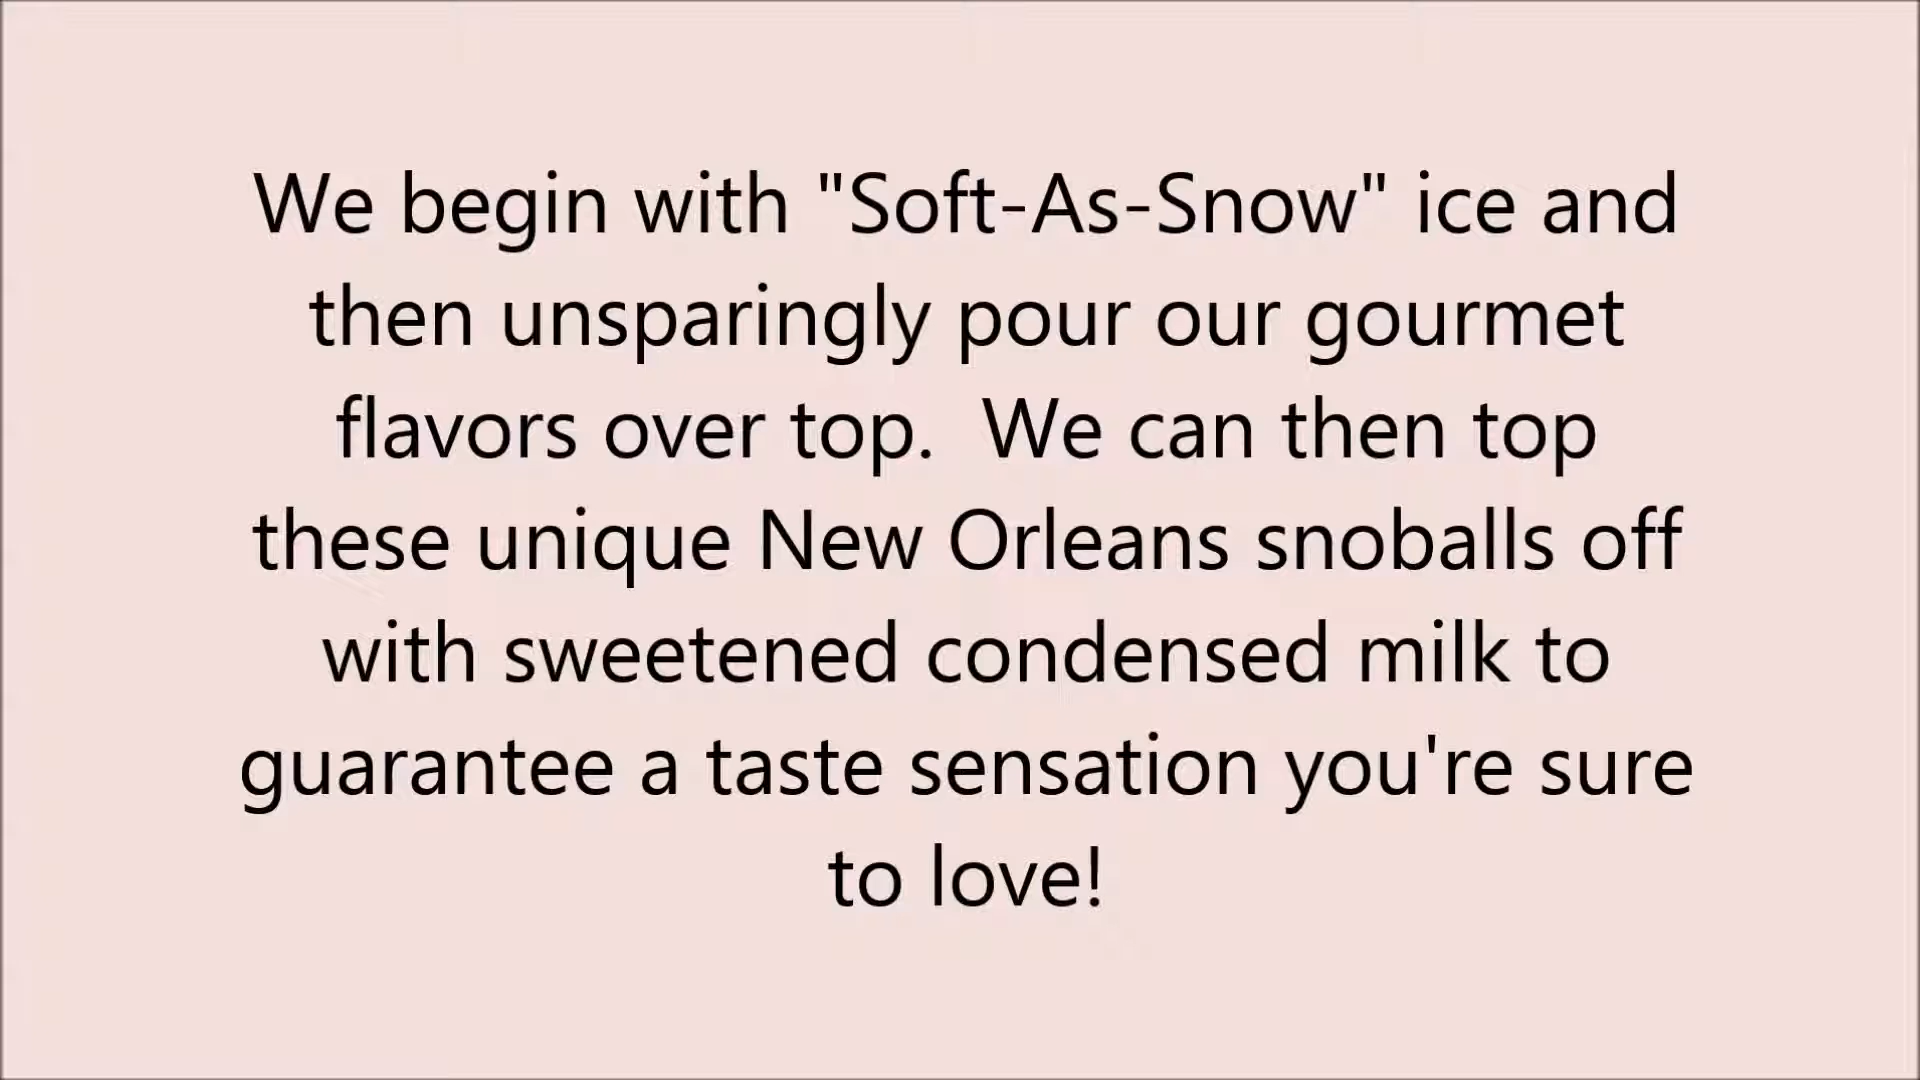 We begin with "Soft-As-Snow" ice and
then unsparingly pour our gourmet
flavors over top.  We can then top
these unique New Orleans snoballs off
with sweetened condensed milk to
guarantee a taste sensation you're sure
to love!